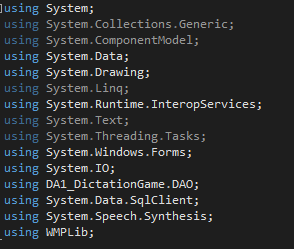 using System;
using System.Collections.Generic;
using System.ComponentModel;
using System.Data;
using System.Drawing;
using System.Linq;
using System.Runtime.InteropServices;
using System.Text;
using System.Threading.Tasks;
using System.Windows.Forms;
using System.IO;
using DA1_DictationGame.DAO;
using System.Data.SqlClient;
using System.Speech.Synthesis;
using WMPLib;